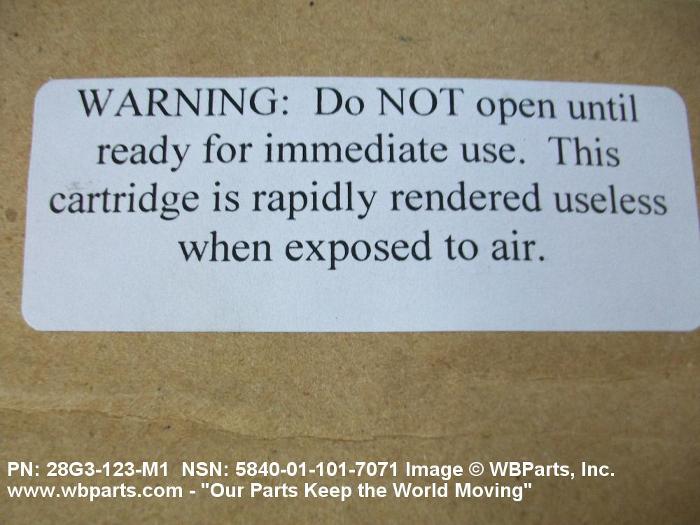 WARNING: Do NOT open until
ready for immediate use. This
cartridge is rapidly rendered useless
when exposed to air.
PN: 28G3-123-M1 NSN: 5840-01-101-7071 Image © WBParts, Inc.
www.wbparts.com - "Our Parts Keep the World Moving"